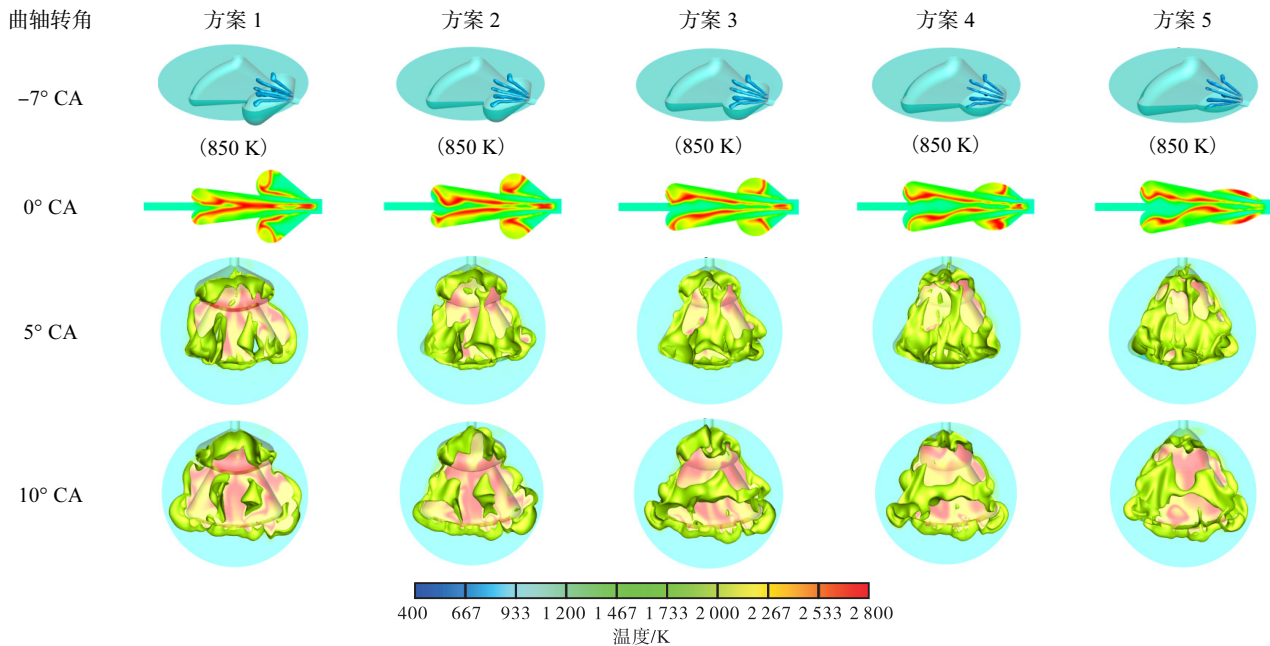 曲轴转角 方案 1 方案 2 方案 3 方案 4 方案 5
–7° CA
(850 K) (850 K) (850 K) (850 K) (850 K)
0° CA
5° CA
10° CA
400 667 933 1 200 1 467 1 733 2 000 2 267 2 533 2 800
温度/K